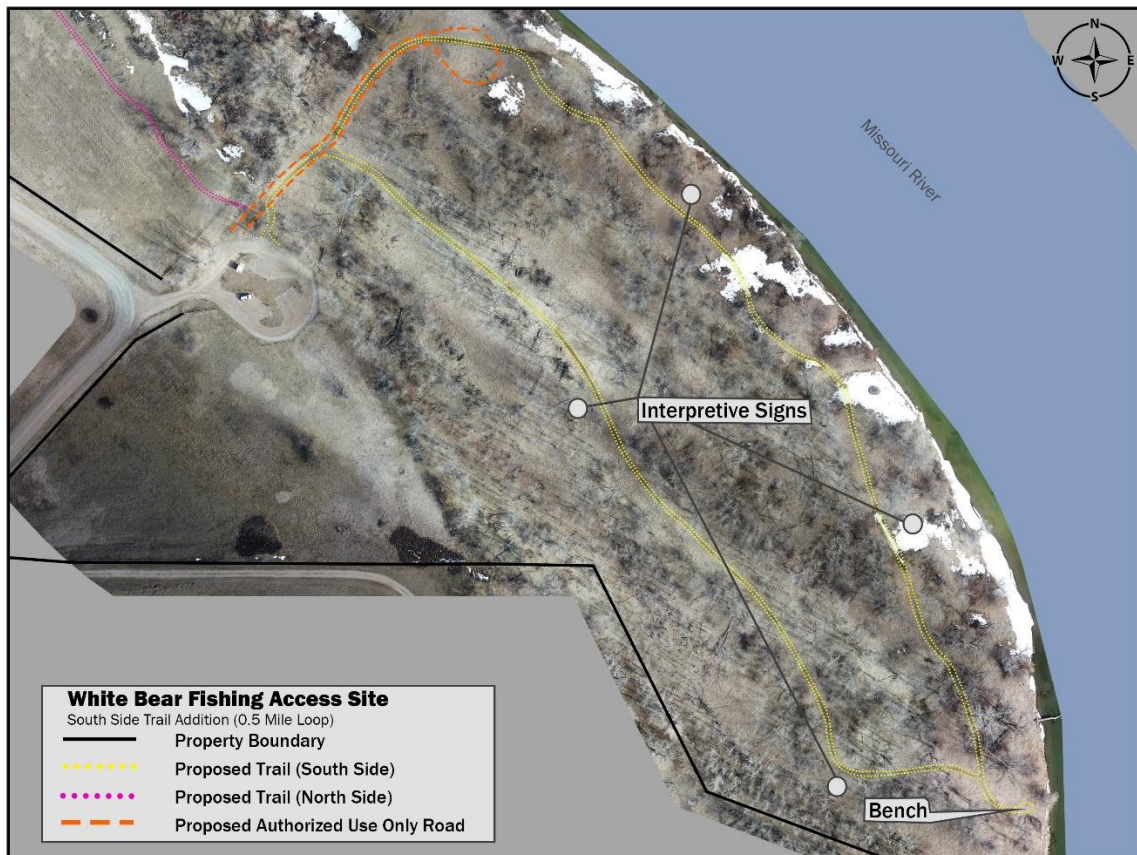 N
W E
S
Missouri River
Interpretive Signs
Bench
White Bear Fishing Access Site
South Side Trail Addition (0.5 Mile Loop)
Property Boundary
Proposed Trail (South Side)
Proposed Trail (North Side)
Proposed Authorized Use Only Road